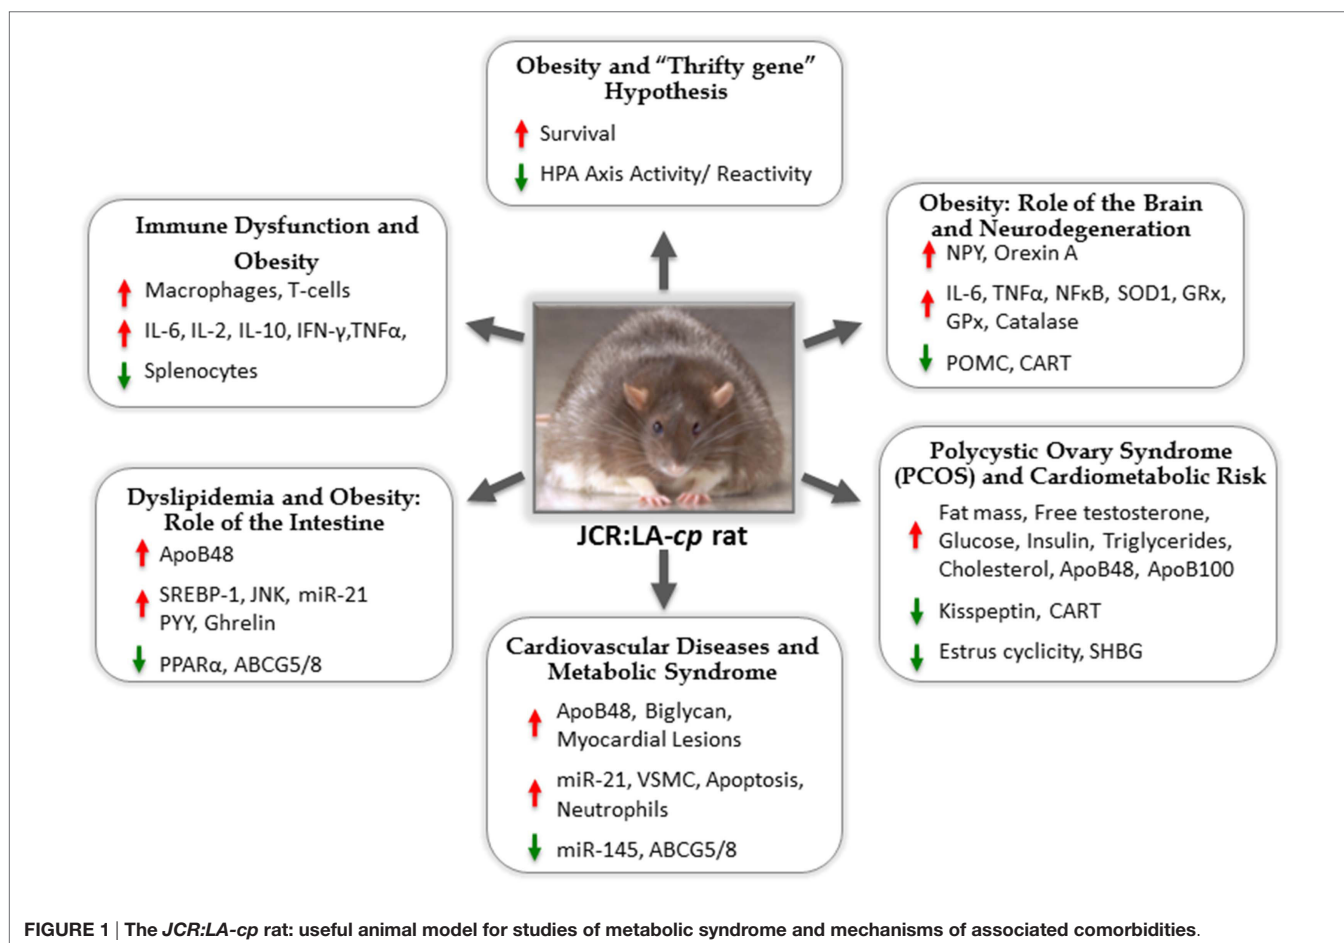 Obesity and “Thrifty gene”
Hypothesis
Survival
HPA Axis Activity/ Reactivity
Immune Dysfunction and
Obesity
Macrophages, T-cells
IL-6, IL-2, IL-10, IFN-γ,TNFα,
Splenocytes
Obesity: Role of the Brain
and Neurodegeneration
NPY, Orexin A
IL-6, TNFα, NFκB, SOD1, GRx,
GPx, Catalase
POMC, CART
Dyslipidemia and Obesity:
Role of the Intestine
ApoB48
SREBP-1, JNK, miR-21
PYY, Ghrelin
PPARα, ABCG5/8
JCR:LA-cp rat
Polycystic Ovary Syndrome
(PCOS) and Cardiometabolic Risk
Fat mass, Free testosterone,
Glucose, Insulin, Triglycerides,
Cholesterol, ApoB48, ApoB100
Kisspeptin, CART
Estrus cyclicity, SHBG
Cardiovascular Diseases and
Metabolic Syndrome
ApoB48, Biglycan,
Myocardial Lesions
miR-21, VSMC, Apoptosis,
Neutrophils
miR-145, ABCG5/8
FIGURE 1 | The JCR:LA-cp rat: useful animal model for studies of metabolic syndrome and mechanisms of associated comorbidities.